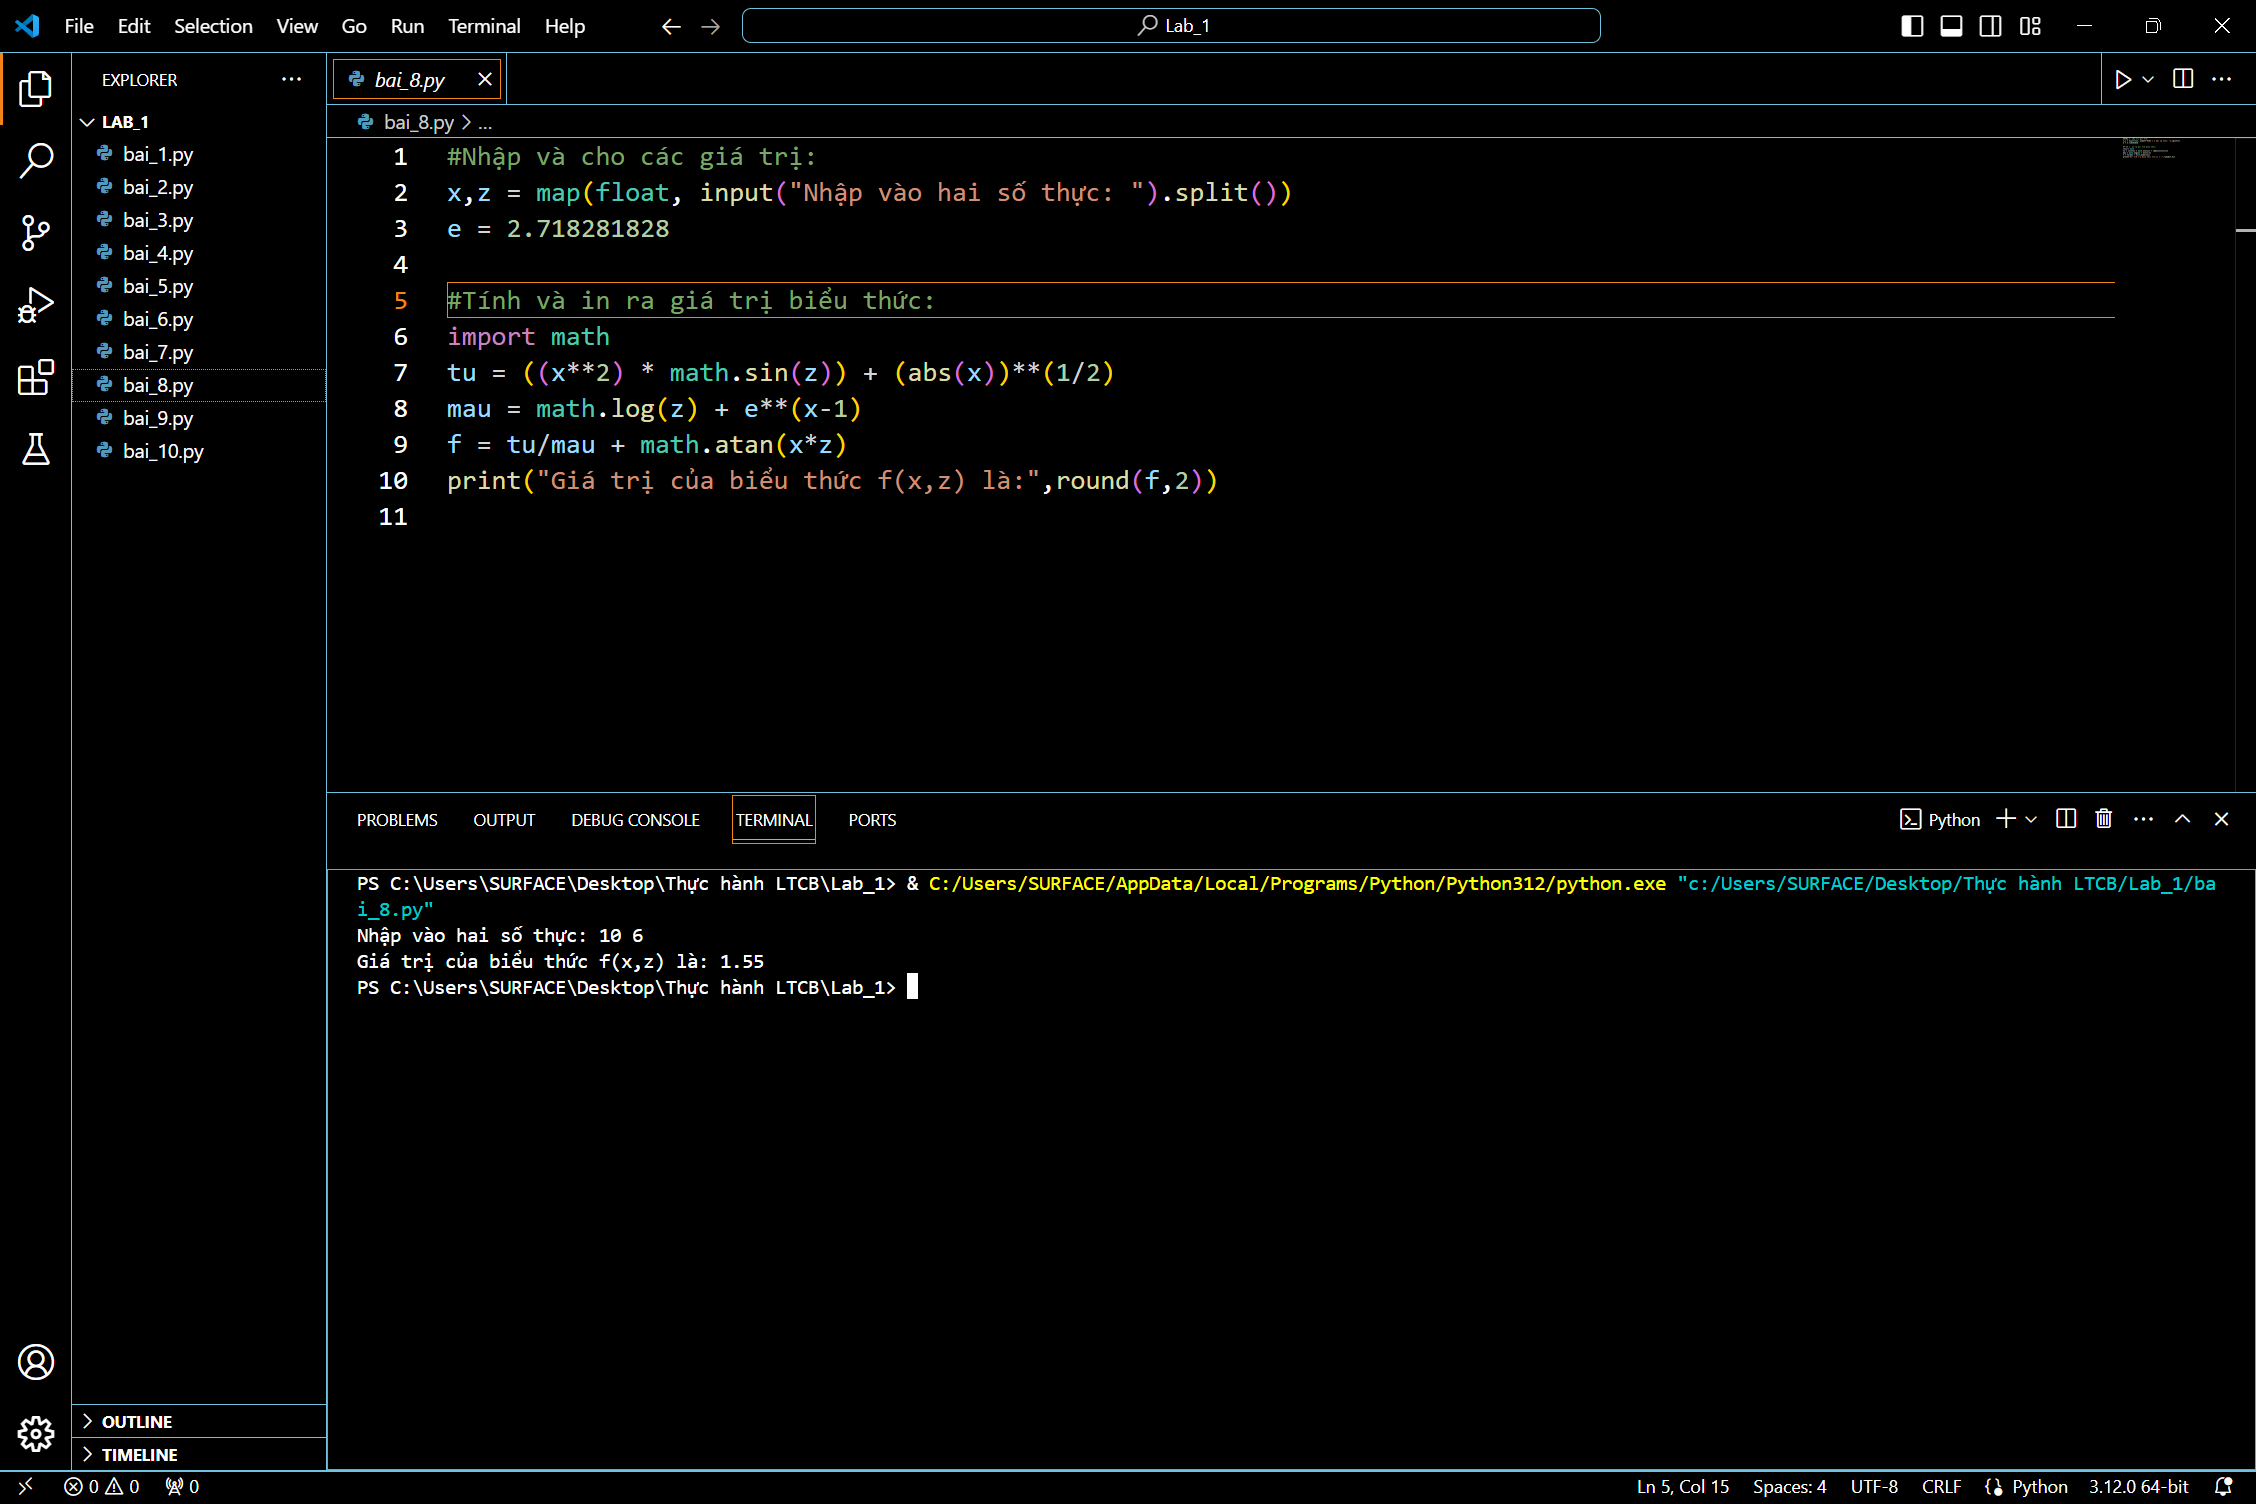 File Edit Selection View Go Run Terminal Help
Lab_1
EXPLORER
LAB_1
bai_1.py
bai_2.py
bai_3.py
bai_4.py
bai_5.py
bai_6.py
bai_7.py
bai_8.py
bai_9.py
bai_10.py
OUTLINE
TIMELINE
bai_8.py
bai_8.py > ...
1 #Nhập và cho các giá trị:
2 x,z = map(float, input("Nhập vào hai số thực: ").split())
3 e = 2.718281828
4
5 #Tính và in ra giá trị biểu thức:
6 import math
7 tu = ((x**2) * math.sin(z)) + (abs(x))**(1/2)
8 mau = math.log(z) + e**(x-1)
9 f = tu/mau + math.atan(x*z)
10 print("Giá trị của biểu thức f(x,z) là:",round(f,2))
11
PROBLEMS OUTPUT DEBUG CONSOLE TERMINAL PORTS
Python
PS C:\Users\SURFACE\Desktop\Thực hành LTCB\Lab_1> & C:/Users/SURFACE/AppData/Local/Programs/Python/Python312/python.exe "c:/Users/SURFACE/Desktop/Thực hành LTCB/Lab_1/ba
i_8.py"
Nhập vào hai số thực: 10 6
Giá trị của biểu thức f(x,z) là: 1.55
PS C:\Users\SURFACE\Desktop\Thực hành LTCB\Lab_1>
0 0 0
Ln 5, Col 15 Spaces: 4 UTF-8 CRLF Python 3.12.0 64-bit